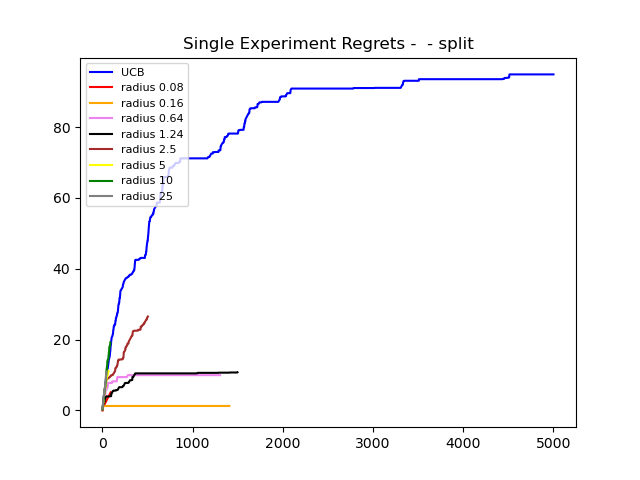 Single Experiment Regrets -  - split
UCB
radius 0.08
radius 0.16
radius 0.64
radius 1.24
radius 2.5
radius 5
radius 10
radius 25
80
60
40
20
0
0 1000 2000 3000 4000 5000